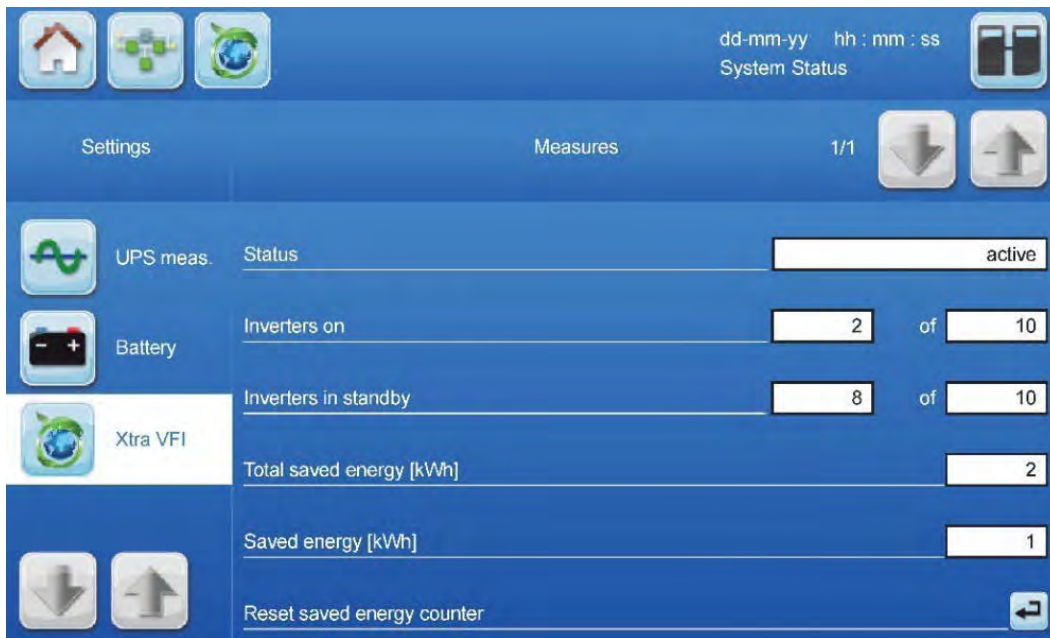 dd-mm-yy hh : mm : ss
System Status
Settings Measures 1/1
UPS meas. Status active
Inverters on 2 of 10
Battery
Inverters in standby 8 of 10
Xtra VFI
Total saved energy [kWh] 2
Saved energy [kWh] 1
Reset saved energy counter